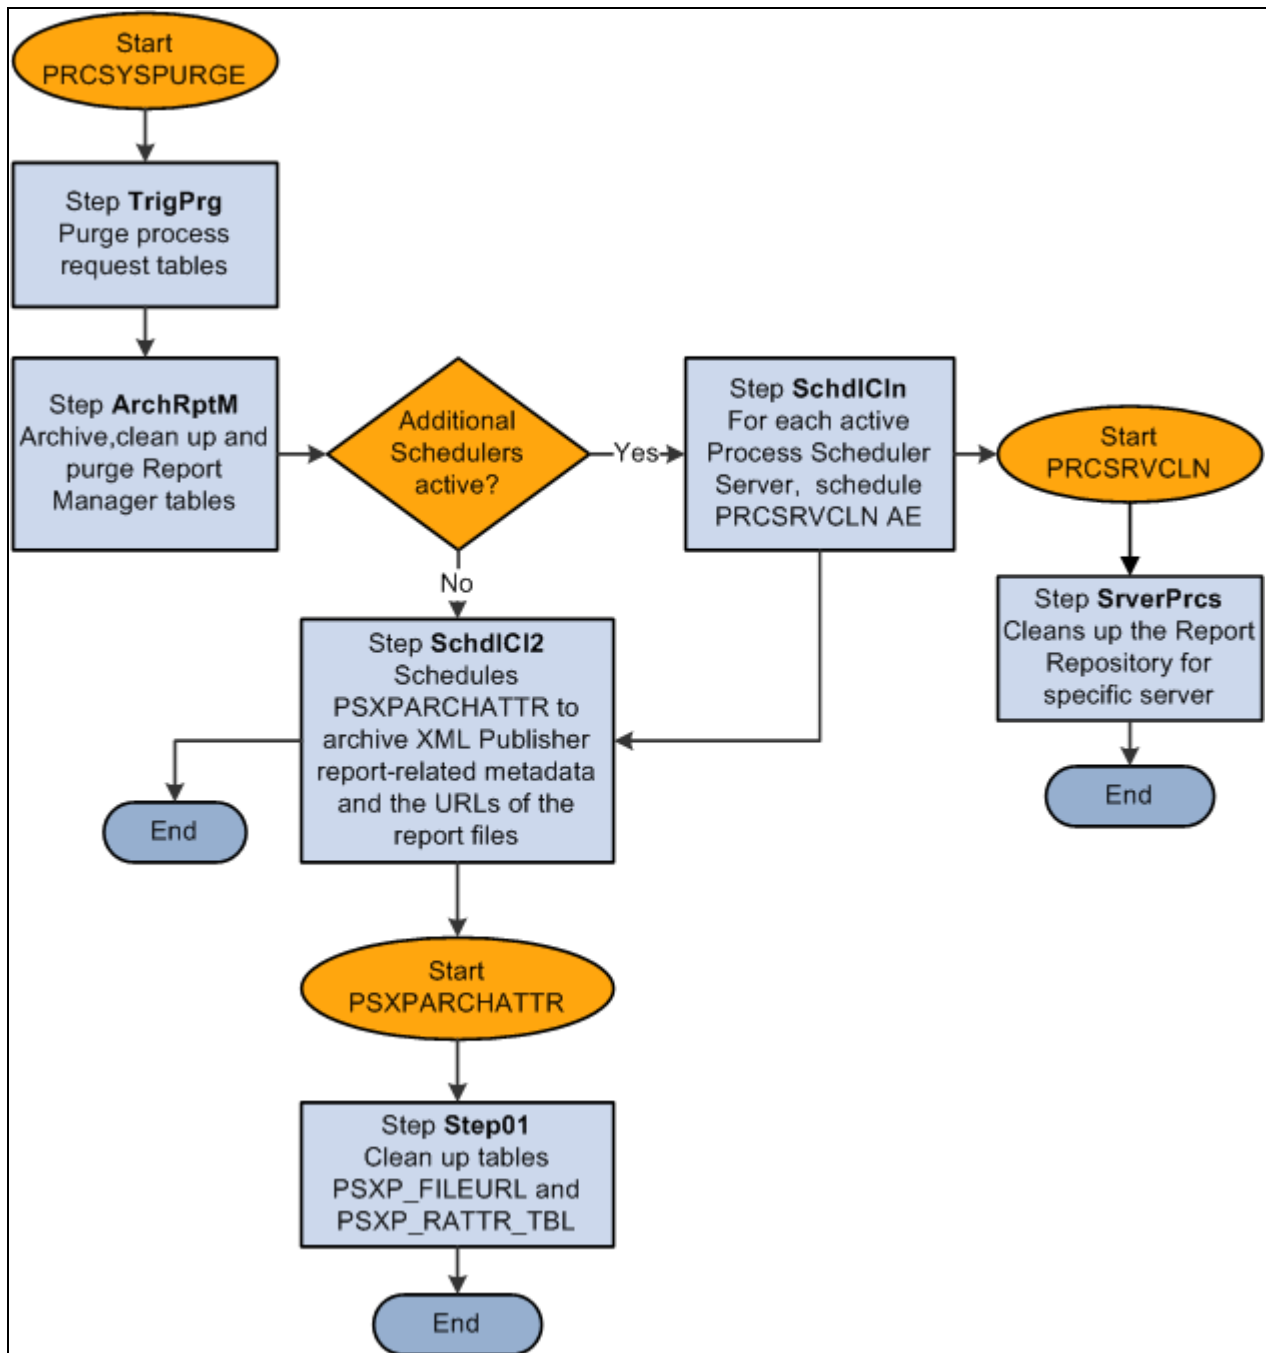 Start
PRCSYSPURGE
Step TrigPrg
Purge process
request tables
Step ArchRptM
Archive,clean up and
purge Report
Manager tables
Additional
Schedulers
active?
Yes
Step SchdlCln
For each active
Process Scheduler
Server, schedule
PRCSRVCLN AE
Start
PRCSRVCLN
Step SrverPrcs
Cleans up the Report
Repository for
specific server
End
No
Step SchdlCl2
Schedules
PSXPARCHATTR to
archive XML Publisher
report-related metadata
and the URLs of the
report files
End
Start
PSXPARCHATTR
Step Step01
Clean up tables
PSXP_FILEURL and
PSXP_RATTR_TBL
End